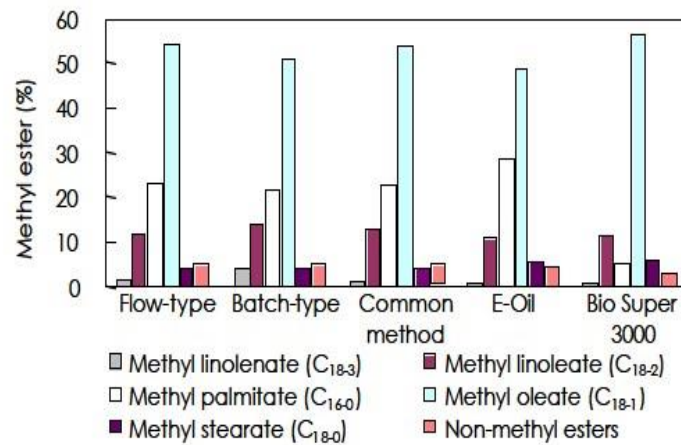 Methyl ester (%)
60
50
40
30
20
10
0
Flow-type Batch-type Common method E-Oil Bio Super 3000
Methyl linolenate (C18-3) Methyl linoleate (C18-2)
Methyl palmitate (C16-0) Methyl oleate (C18-1)
Methyl stearate (C18-0) Non-methyl esters